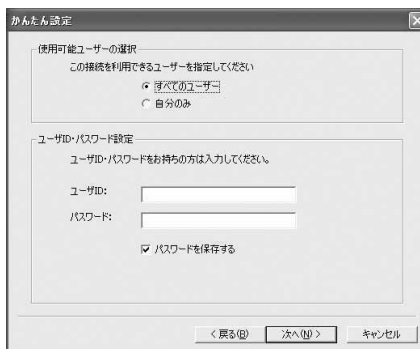 かんたん設定
使用可能ユーザーの選択
この接続を利用できるユーザーを指定してください
すべてのユーザー
自分のみ
ユーザID・パスワード設定
ユーザID・パスワードをお持ちの方は入力してください。
ユーザID:
パスワード:
パスワードを保存する
< 戻る(B)
次へ(N) >
キャンセル